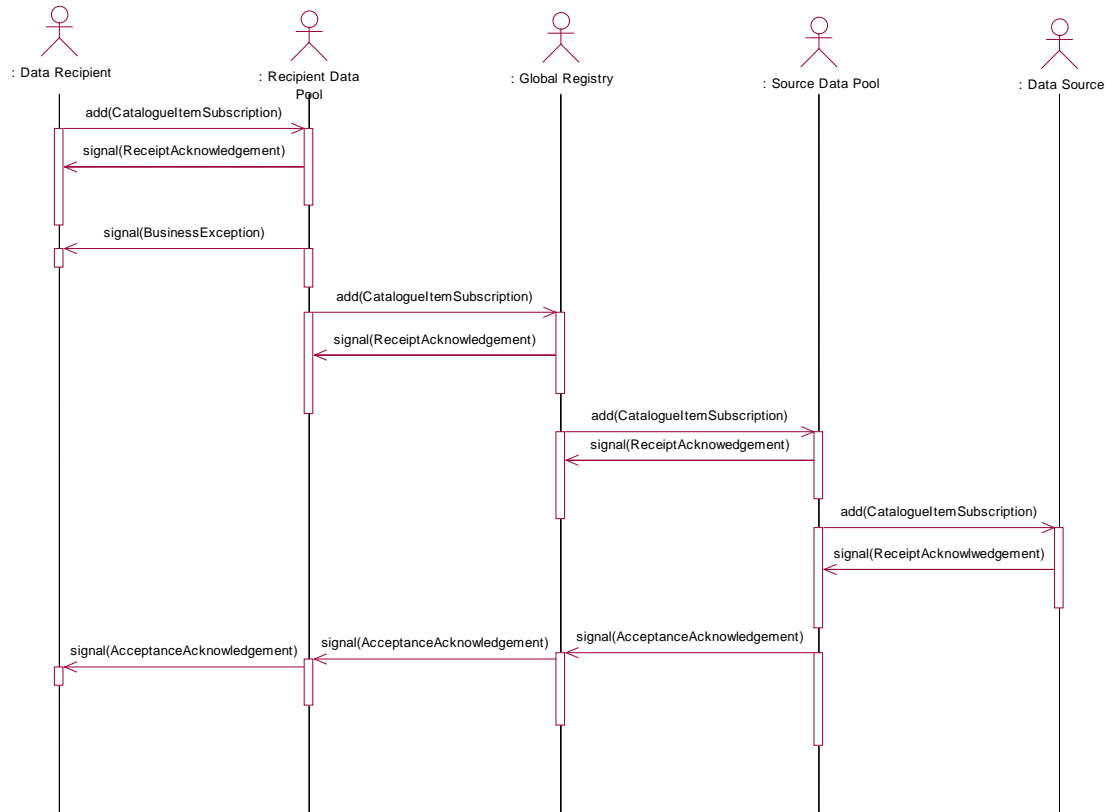 : Data Recipient
: Recipient Data
Pool
: Global Registry
: Source Data Pool
: Data Source
add(CatalogueItemSubscription)
signal(ReceiptAcknowledgement)
signal(BusinessException)
add(CatalogueItemSubscription)
signal(ReceiptAcknowledgement)
add(CatalogueItemSubscription)
signal(ReceiptAcknowedgement)
add(CatalogueItemSubscription)
signal(ReceiptAcknowlwedgement)
signal(AcceptanceAcknowledgement)
signal(AcceptanceAcknowledgement)
signal(AcceptanceAcknowledgement)